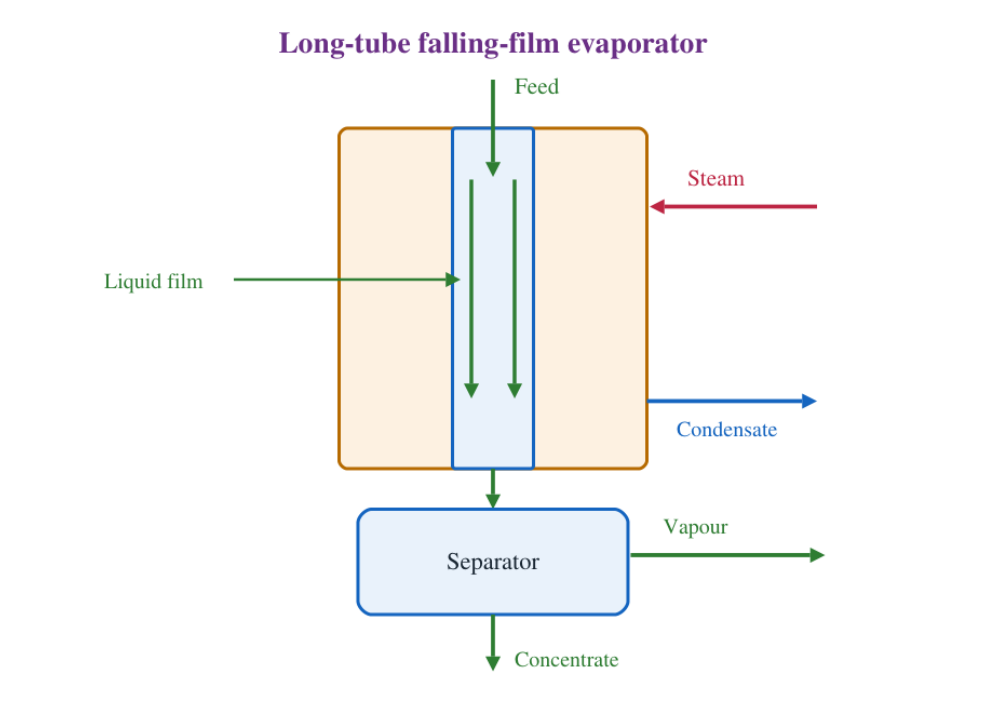 Long-tube falling-film evaporator
Feed
Steam
Liquid film
Condensate
Vapour
Separator
Concentrate